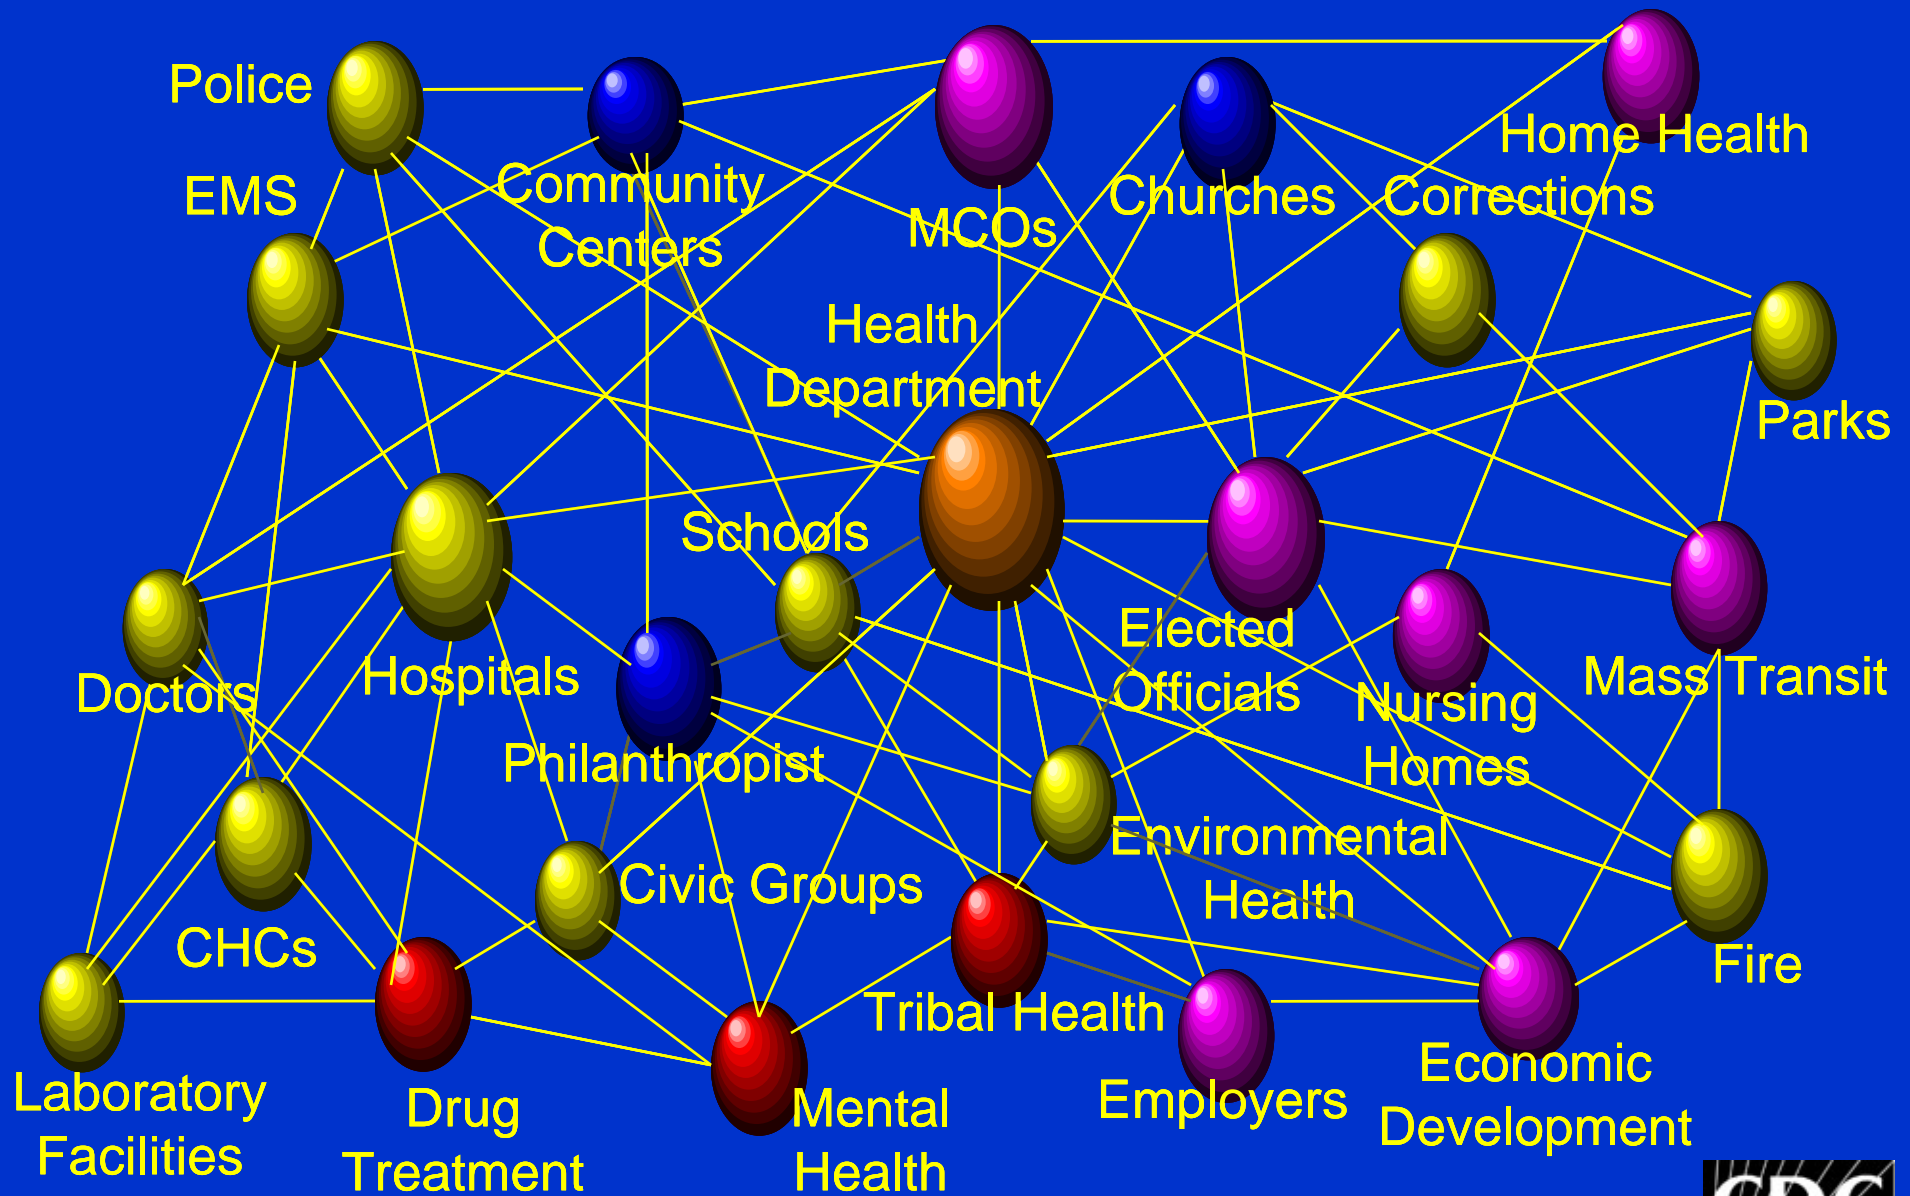 Police
Home Health
EMS
Community
Centers
MCOs
Churches
Corrections
Health
Department
Parks
Schools
Doctors
Hospitals
Elected
Officials
Nursing
Homes
Mass Transit
Philanthropist
Environmental
Health
Civic Groups
CHCs
Fire
Tribal Health
Laboratory
Facilities
Drug
Treatment
Mental
Health
Employers
Economic
Development
CDC